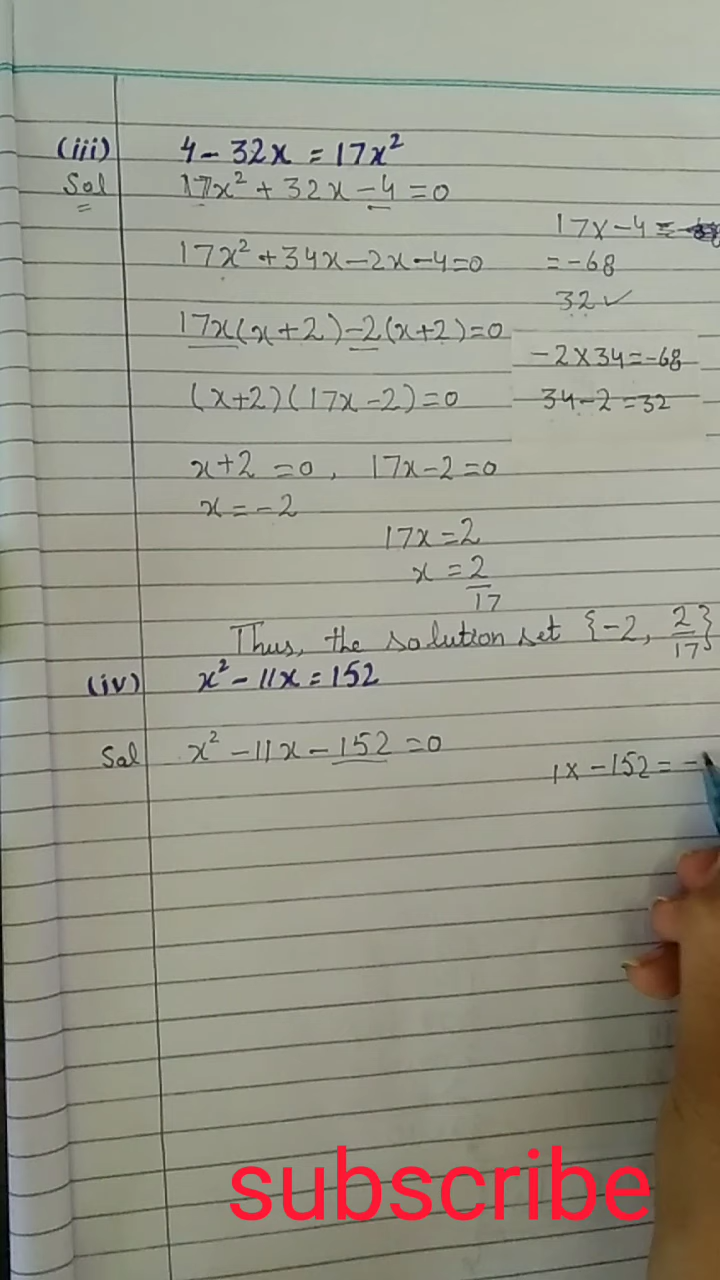 (iii) 4 - 32x = 17x²
Sol 17x² + 32x - 4 = 0
17x - 4 =
17x² + 34x - 2x - 4 = 0
= -68
32 ✓
17x(x+2) - 2(x+2) = 0
-2 x 34 = -68
(x+2)(17x-2) = 0
34 - 2 = 32
x+2 = 0, 17x-2 = 0
x = -2
17x = 2
x = 2/17
Thus, the solution set {-2, 2/17}
(iv) x² - 11x = 152
Sol x² - 11x - 152 = 0
1x - 152 = -
subscribe